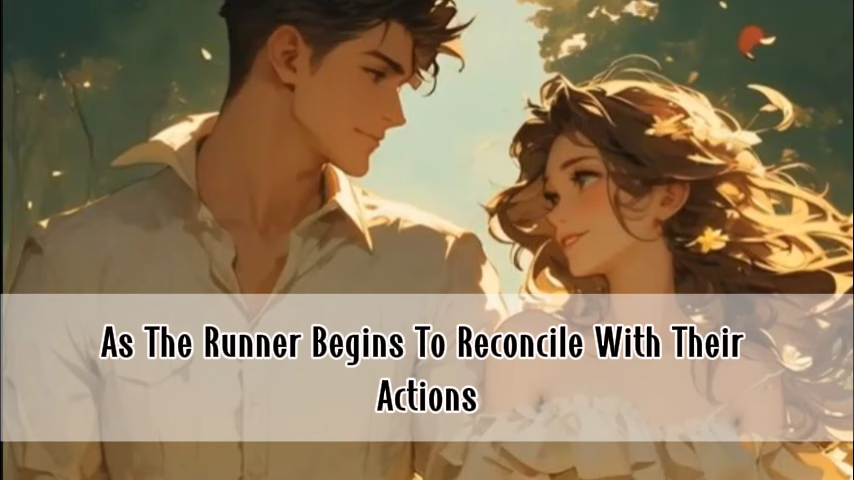 As The Runner Begins To Reconcile With Their
Actions